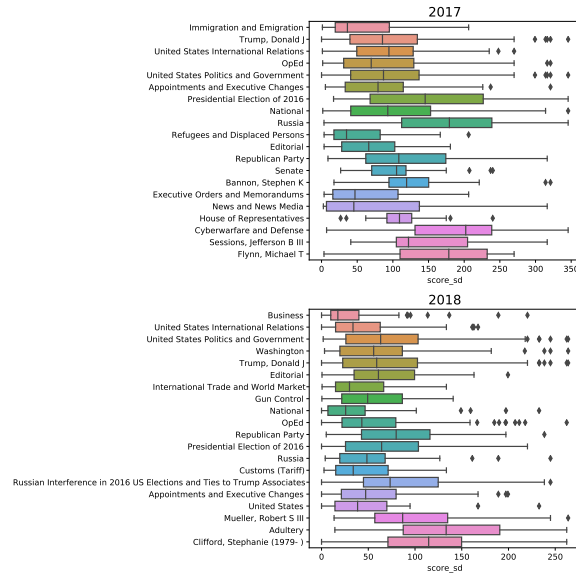 2017
Immigration and Emigration
Trump, Donald J
United States International Relations
OpEd
United States Politics and Government
Appointments and Executive Changes
Presidential Election of 2016
National
Russia
Refugees and Displaced Persons
Editorial
Republican Party
Senate
Bannon, Stephen K
Executive Orders and Memorandums
News and News Media
House of Representatives
Cyberwarfare and Defense
Sessions, Jefferson B III
Flynn, Michael T
0 50 100 150 200 250 300 350
score_sd
2018
Business
United States International Relations
United States Politics and Government
Washington
Trump, Donald J
Editorial
International Trade and World Market
Gun Control
National
OpEd
Republican Party
Presidential Election of 2016
Russia
Customs (Tariff)
Russian Interference in 2016 US Elections and Ties to Trump Associates
Appointments and Executive Changes
United States
Mueller, Robert S III
Adultery
Clifford, Stephanie (1979- )
0 50 100 150 200 250
score_sd